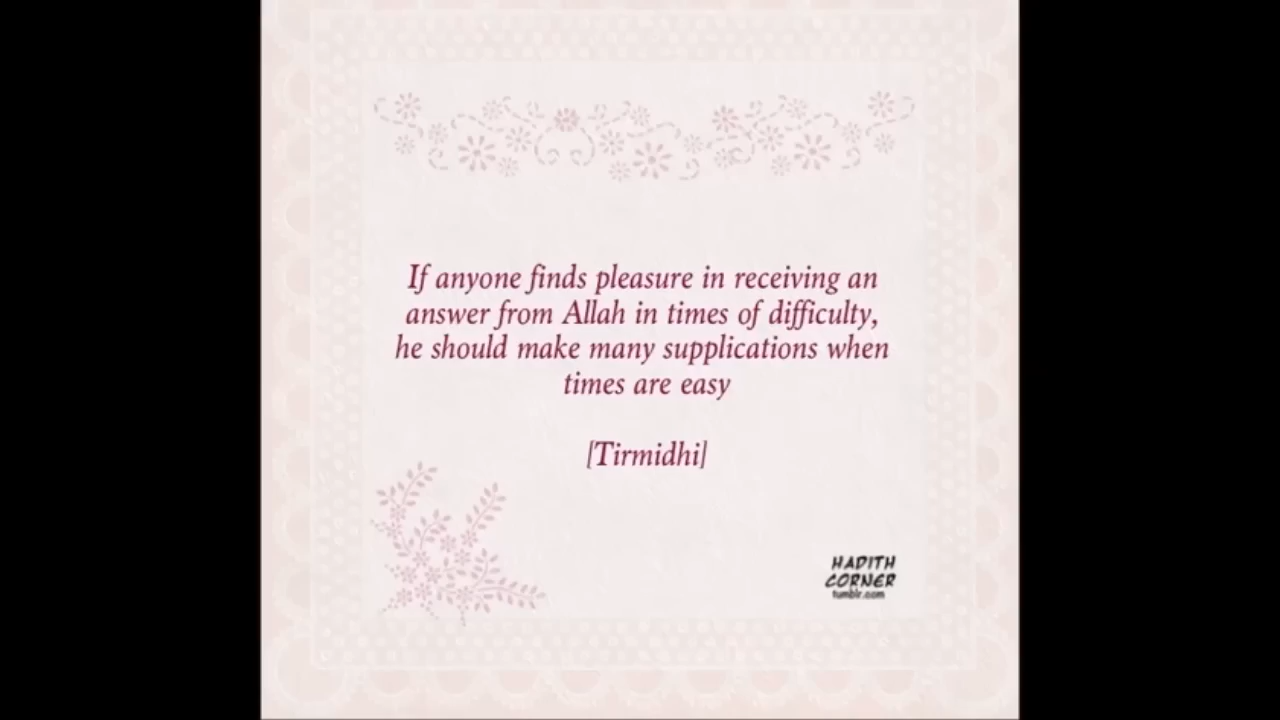 If anyone finds pleasure in receiving an
answer from Allah in times of difficulty,
he should make many supplications when
times are easy
[Tirmidhi]
HADITH
CORNER
tumblr.com